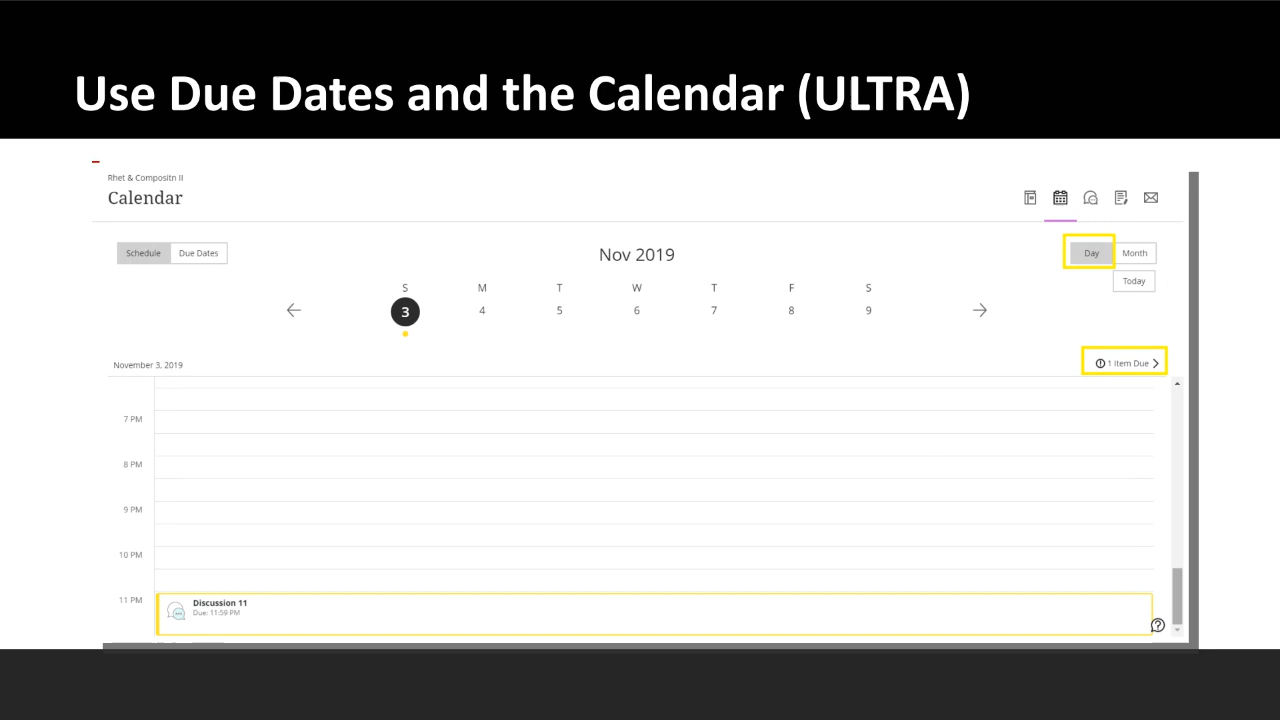 Use Due Dates and the Calendar (ULTRA)
Rhet & Compositn II
Calendar
Schedule Due Dates
Nov 2019
Day Month
Today
S M T W T F S
3 4 5 6 7 8 9
November 3, 2019
1 Item Due
7 PM
8 PM
9 PM
10 PM
11 PM
Discussion 11
Due: 11:59 PM